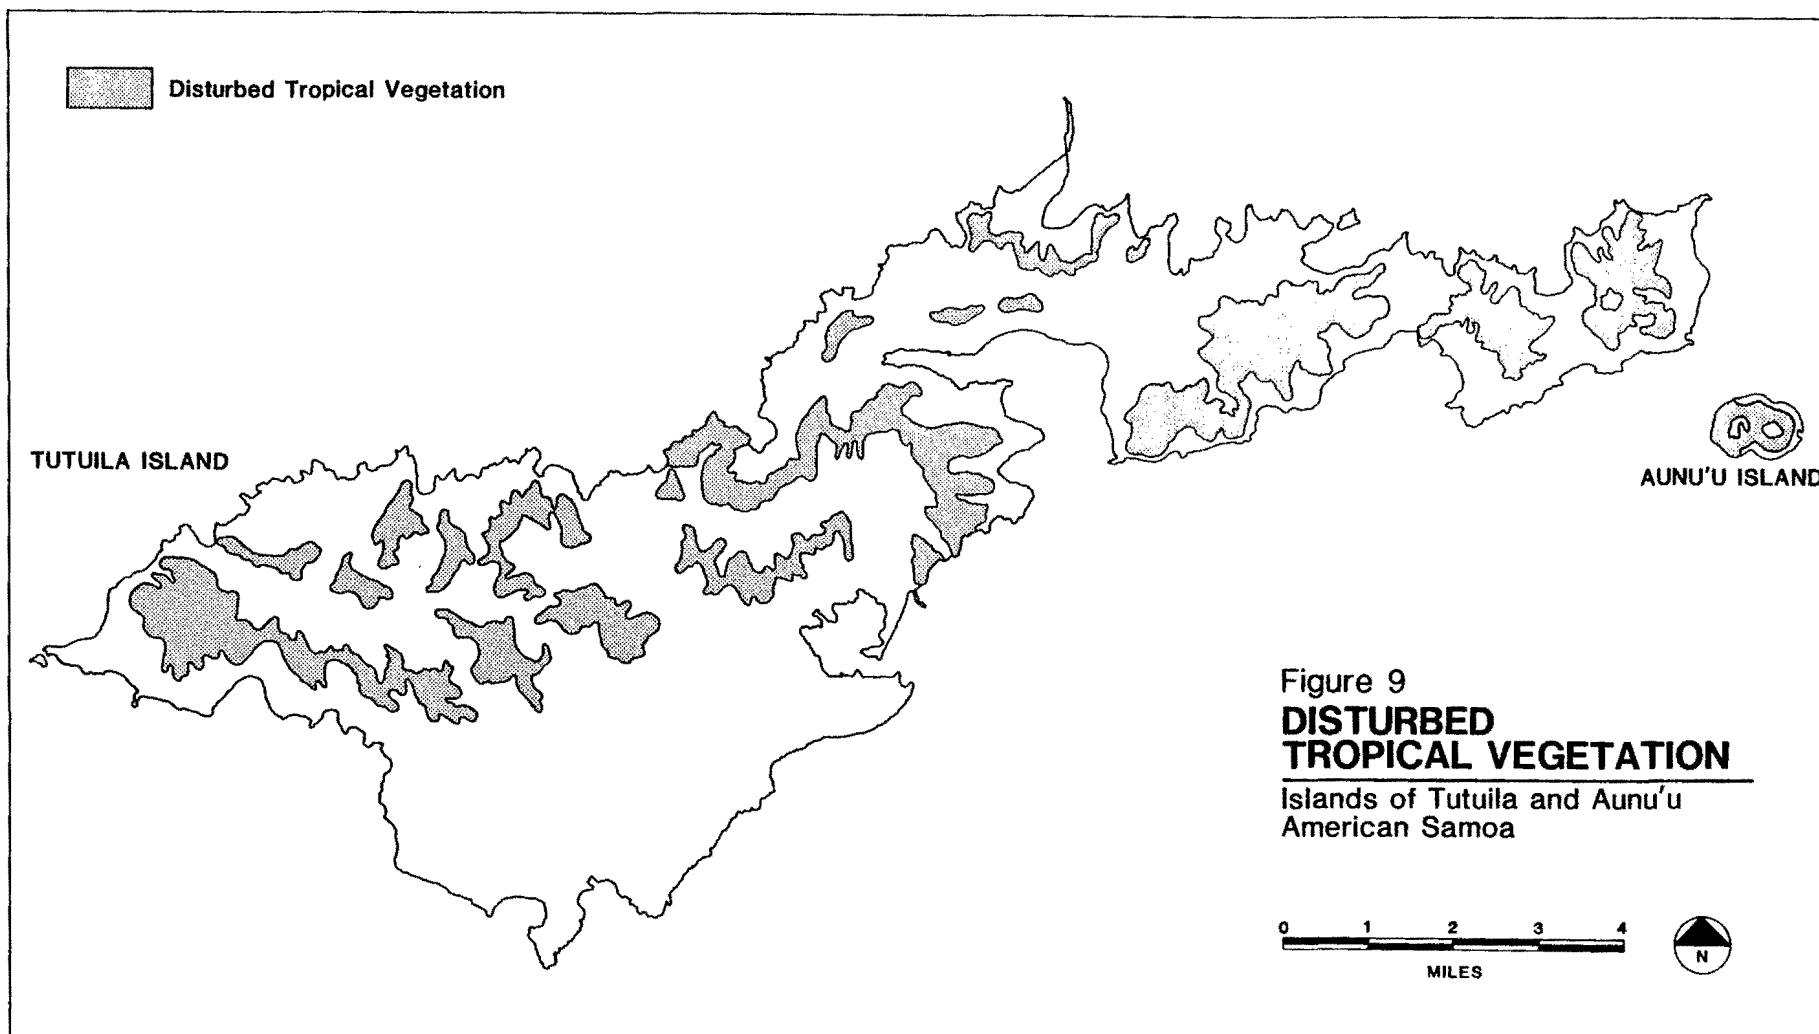 Disturbed Tropical Vegetation
TUTUILA ISLAND
AUNU'U ISLAND
Figure 9
DISTURBED
TROPICAL VEGETATION
Islands of Tutuila and Aunu'u
American Samoa
0 1 2 3 4
MILES
N